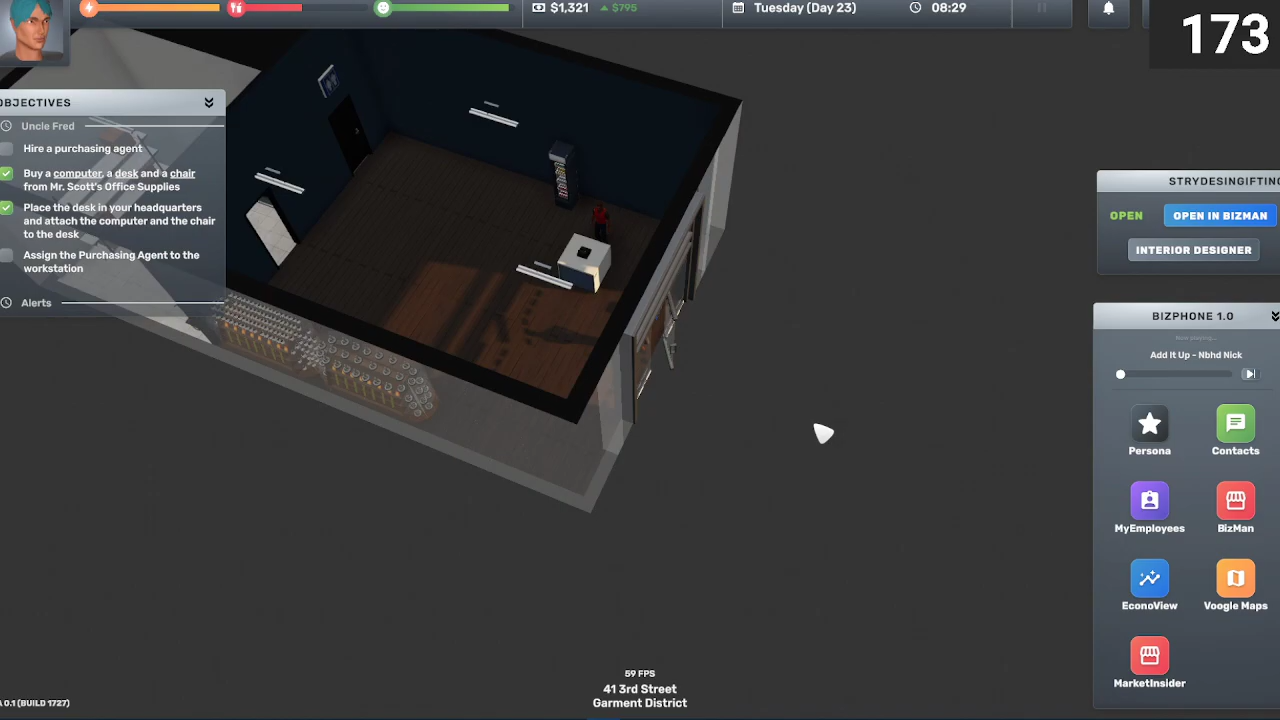 $1,321 $795
Tuesday (Day 23)
08:29
173
OBJECTIVES
Uncle Fred
Hire a purchasing agent
Buy a computer, a desk and a chair
from Mr. Scott's Office Supplies
Place the desk in your headquarters
and attach the computer and the chair
to the desk
Assign the Purchasing Agent to the
workstation
Alerts
STRYDESINGIFTING
OPEN
OPEN IN BIZMAN
INTERIOR DESIGNER
BIZPHONE 1.0
Now playing...
Add It Up - Nbhd Nick
Persona
Contacts
MyEmployees
BizMan
EconoView
Voogle Maps
MarketInsider
59 FPS
41 3rd Street
Garment District
A 0.1 (BUILD 1727)